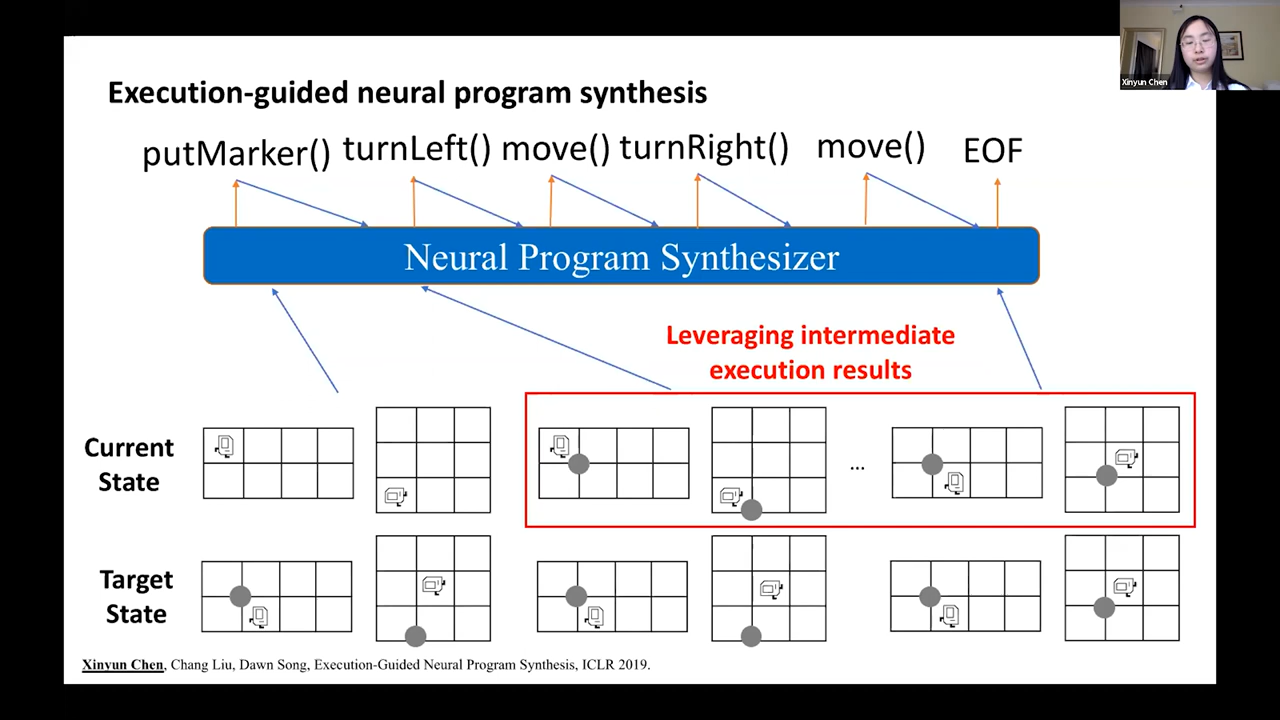 Xinyun Chen
Execution-guided neural program synthesis
putMarker() turnLeft() move() turnRight() move() EOF
Neural Program Synthesizer
Leveraging intermediate
execution results
Current
State
...
Target
State
Xinyun Chen, Chang Liu, Dawn Song, Execution-Guided Neural Program Synthesis, ICLR 2019.